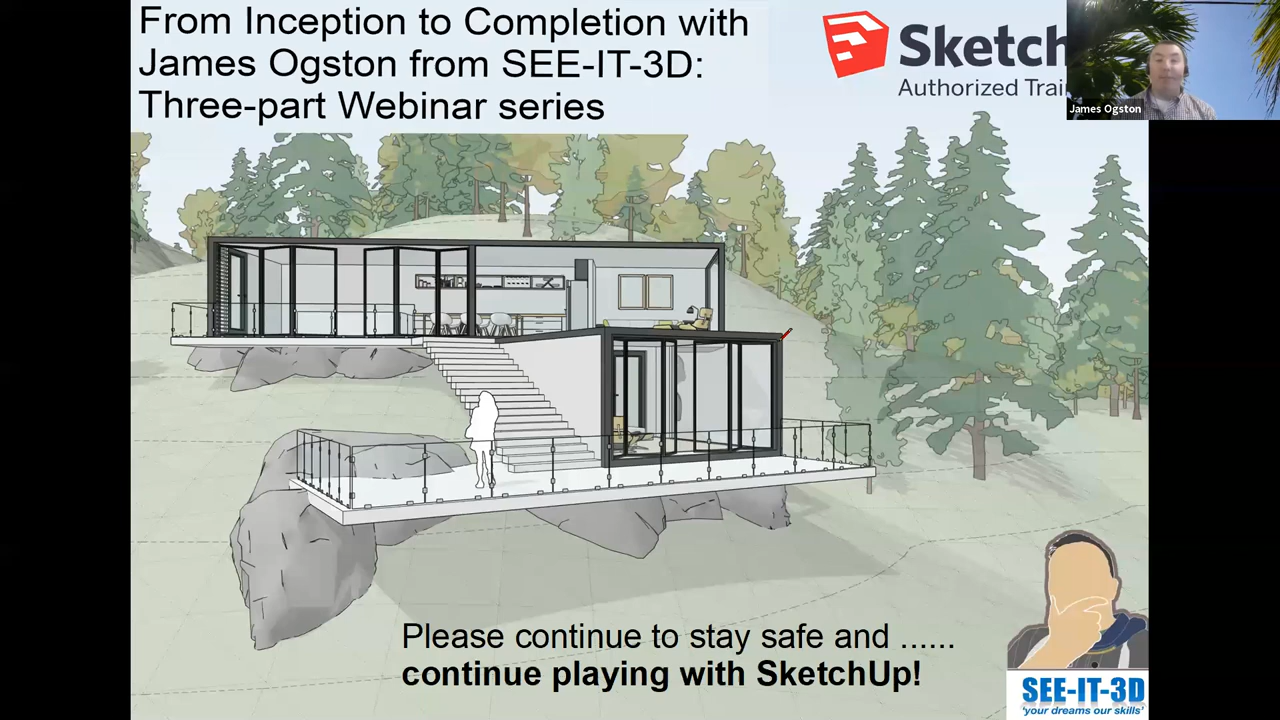 From Inception to Completion with
James Ogston from SEE-IT-3D:
Three-part Webinar series
Sketch
Authorized Trai
James Ogston
Please continue to stay safe and ......
continue playing with SketchUp!
SEE-IT-3D
'your dreams our skills'